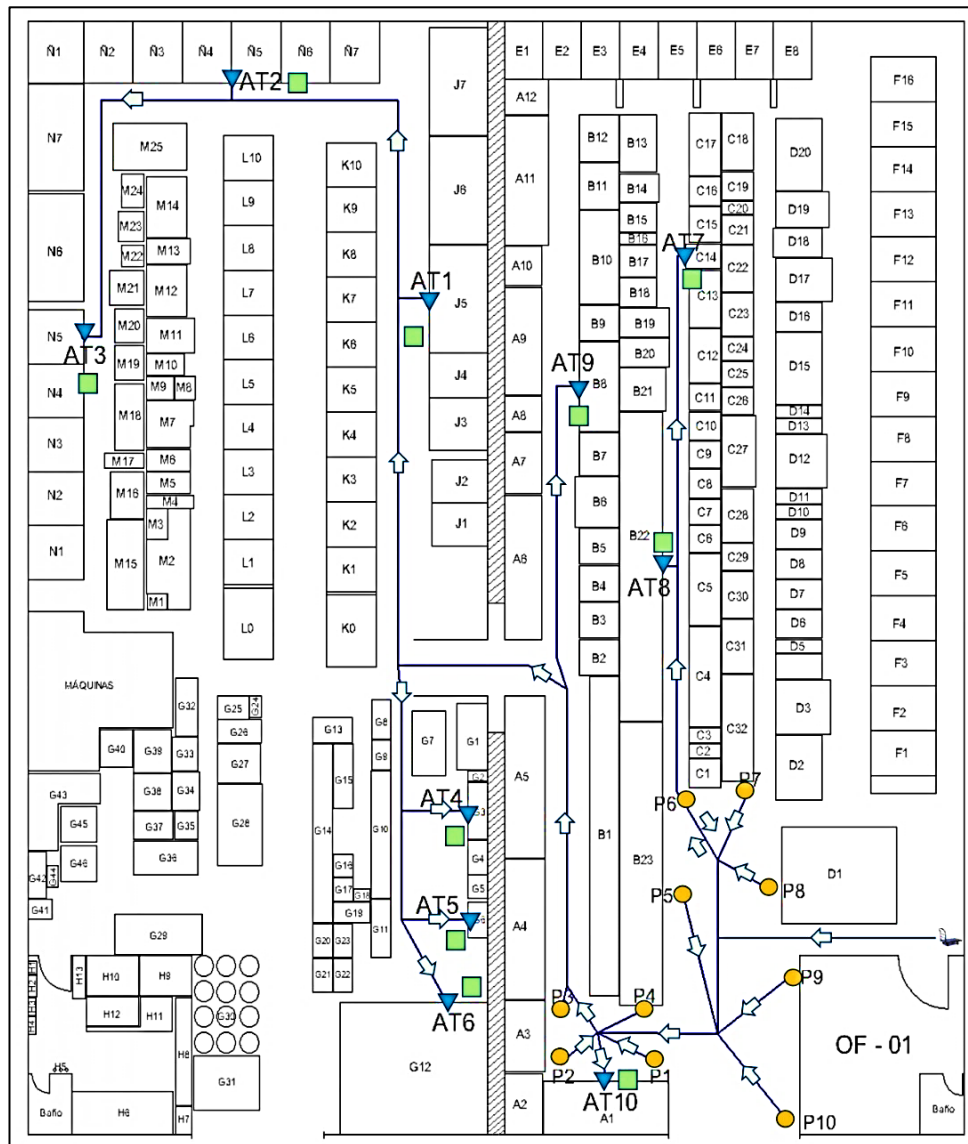 Ñ1 Ñ2 Ñ3 Ñ4 Ñ5 Ñ6 Ñ7
E1 E2 E3 E4 E5 E6 E7 E8
AT2
N7
N6
N5
AT3
N4
N3
N2
N1
M25
M24
M14
M23
M13
M22
M21
M12
M20
M11
M19
M10
M9 M8
M18
M7
M17
M6
M16
M5
M4
M3
M15
M2
M1
L10
L9
L8
L7
L6
L5
L4
L3
L2
L1
L0
K10
K9
K8
K7
K6
K5
K4
K3
K2
K1
K0
J7
J6
AT1
J5
J4
J3
J2
J1
A12
A11
A10
A9
A8
A7
A6
A5
A4
A3
A2
A1
B12
B11
B10
B9
AT9
B8
B7
B6
B5
B4
B3
B2
B1
B13
B14
B15
B16
B17
B18
B19
B20
B21
B22
AT8
B23
C17
C16
C15
AT7
C14
C13
C12
C11
C10
C9
C8
C7
C6
C5
C4
C3
C2
C1
C18
C19
C20
C21
C22
C23
C24
C25
C26
C27
C28
C29
C30
C31
C32
D20
D19
D18
D17
D16
D15
D14
D13
D12
D11
D10
D9
D8
D7
D6
D5
D3
D2
D1
F16
F15
F14
F13
F12
F11
F10
F9
F8
F7
F6
F5
F4
F3
F2
F1
MÁQUINAS
G32
G25 G24
G26
G40 G39 G33
G27
G43
G38 G34
G28
G45
G37 G35
G46
G36
G42 G44
G41
G29
G13
G15
G14
G16
G17
G18
G19
G20 G23
G21 G22
G8
G9
G10
G11
G7
G1
G2
AT4
G3
G4
G5
AT5
G6
AT6
G12
H1
H2
H3
H4
H13
H10 H9
H12 H11
H5
H8
H6
H7
Baño
G30
G31
P7
P6
P8
P5
P9
P3 P4
P2 P1
P10
AT10
OF - 01
Baño